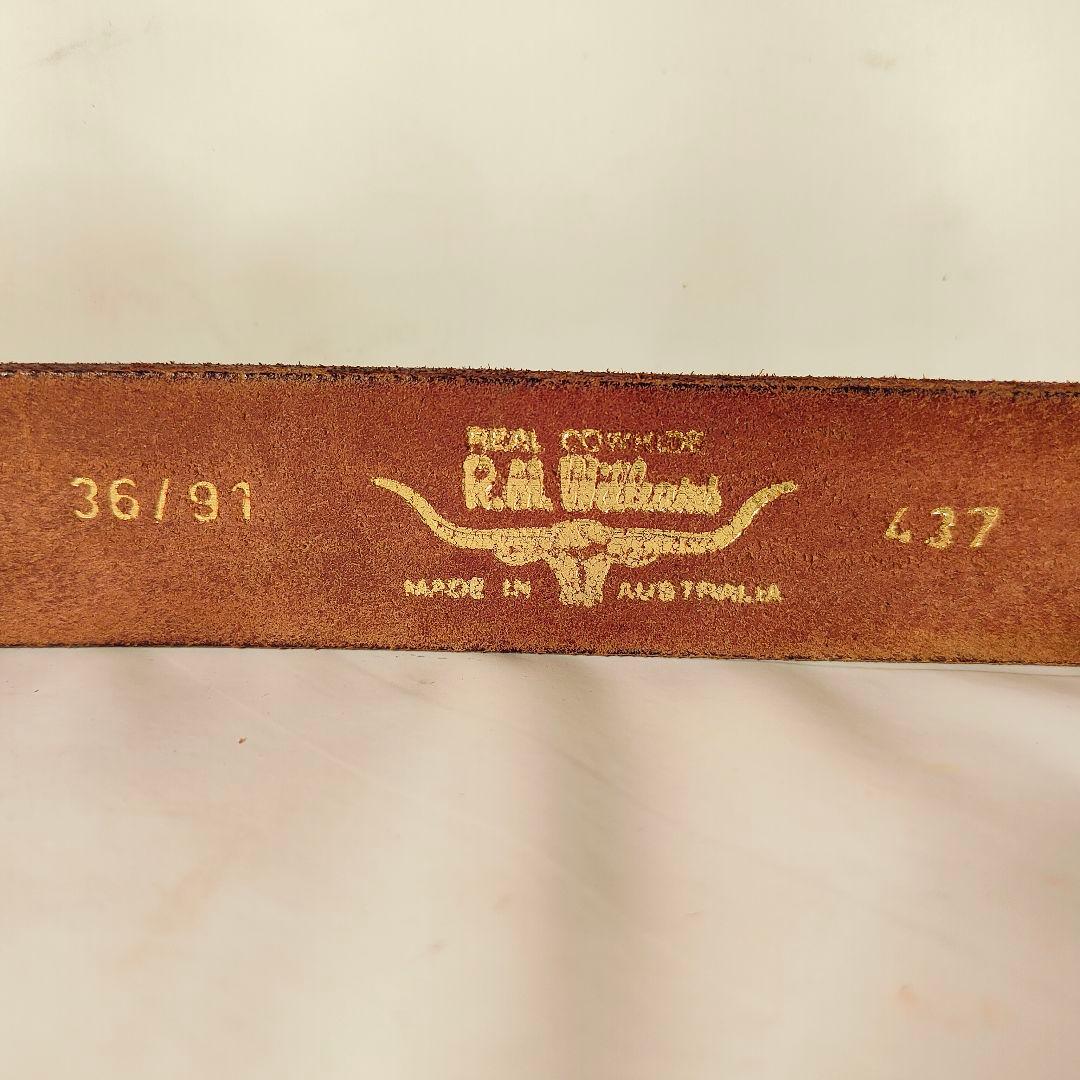 REAL COWHIDE
R.M. Williams
36/91
437
MADE IN AUSTRALIA